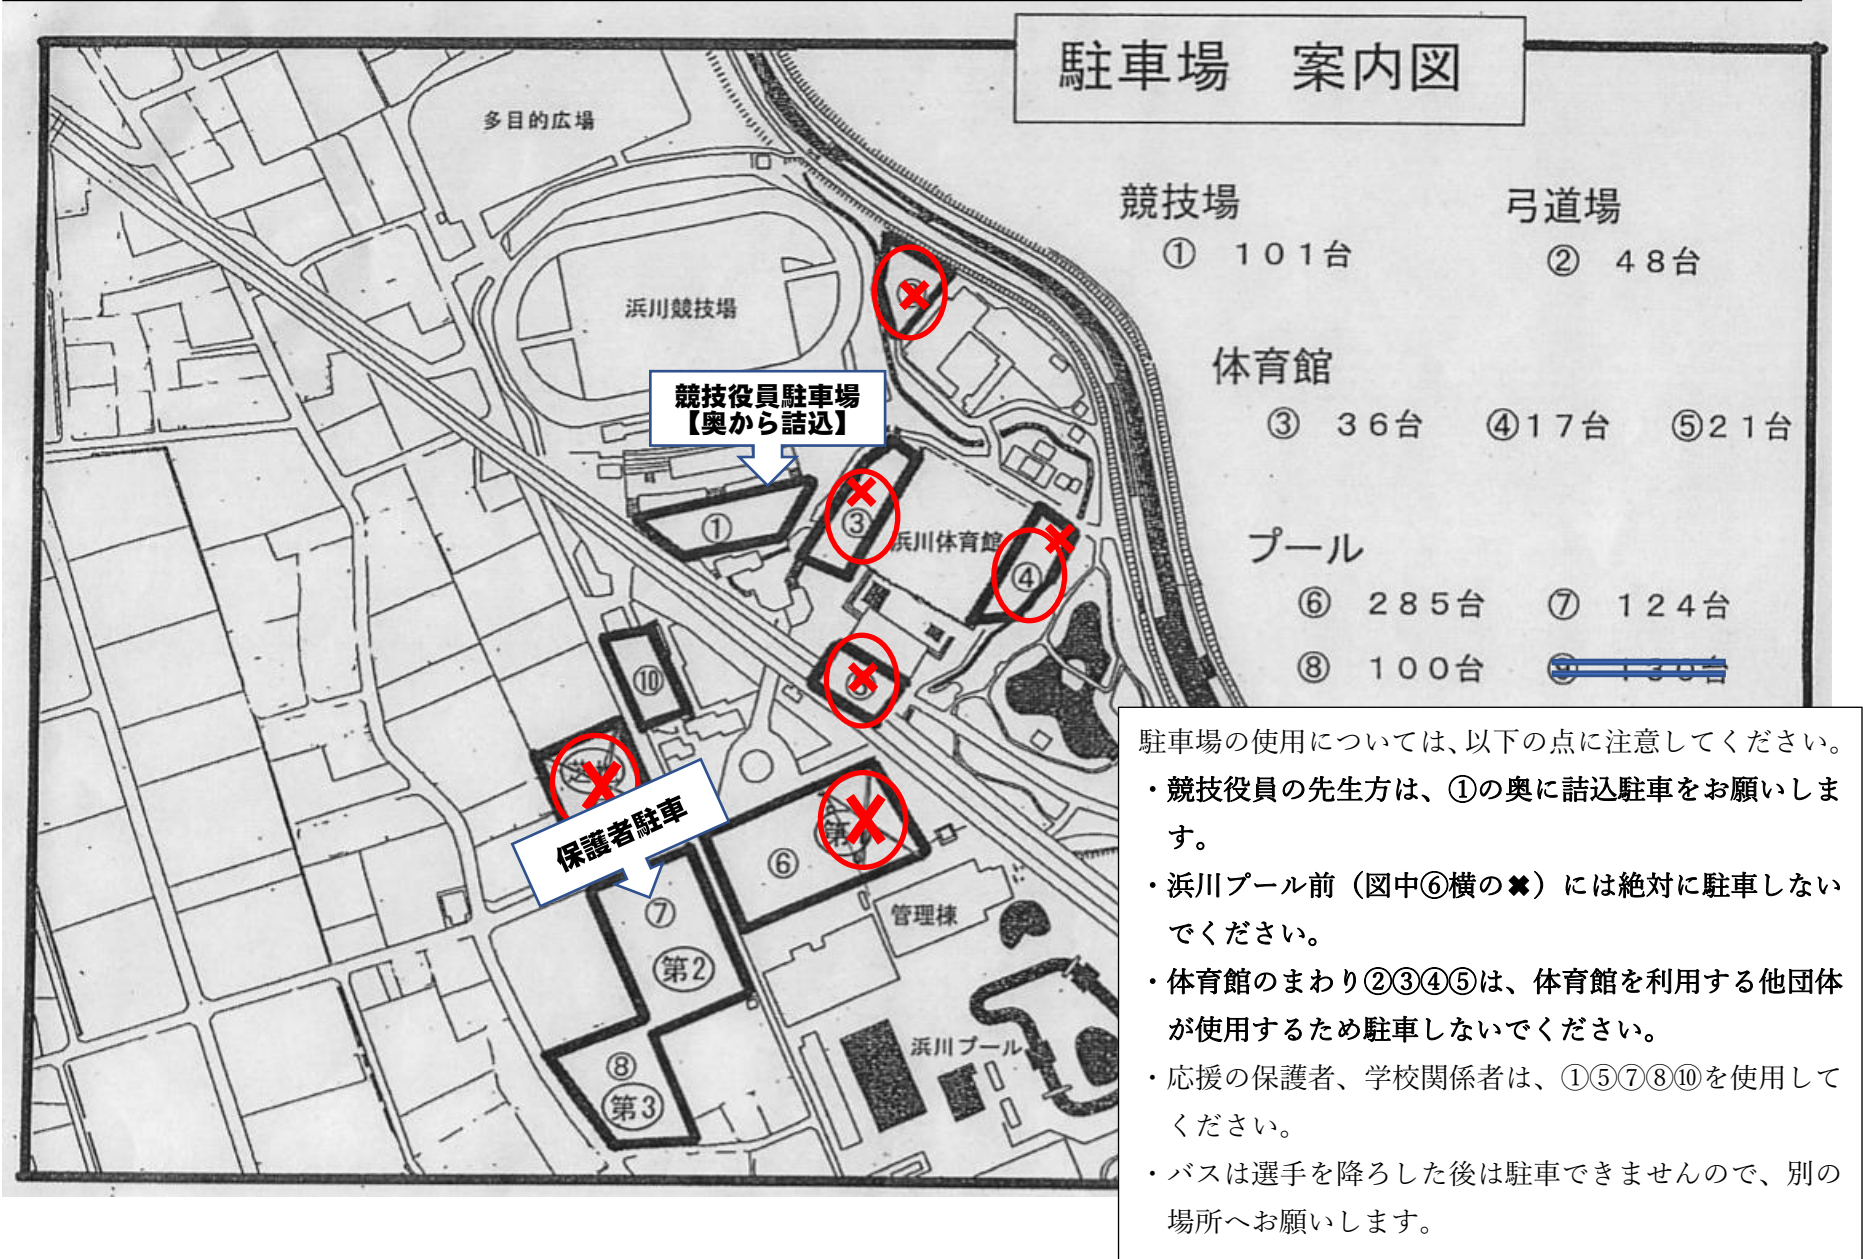 駐車場 案内図
競技場
① 101台
弓道場
② 48台
体育館
③ 36台 ④17台 ⑤21台
プール
⑥ 285台 ⑦ 124台
⑧ 100台 ⑨ 130台
多目的広場
浜川競技場
競技役員駐車場
【奥から詰込】
①
③
浜川体育館
④
⑩
保護者駐車
⑥
第
⑦
第2
管理棟
浜川プール
⑧
第3
駐車場の使用については、以下の点に注意してください。
・競技役員の先生方は、①の奥に詰込駐車をお願いしま
す。
・浜川プール前（図中⑥横の✖）には絶対に駐車しない
でください。
・体育館のまわり②③④⑤は、体育館を利用する他団体
が使用するため駐車しないでください。
・応援の保護者、学校関係者は、①⑤⑦⑧⑩を使用して
ください。
・バスは選手を降ろした後は駐車できませんので、別の
場所へお願いします。